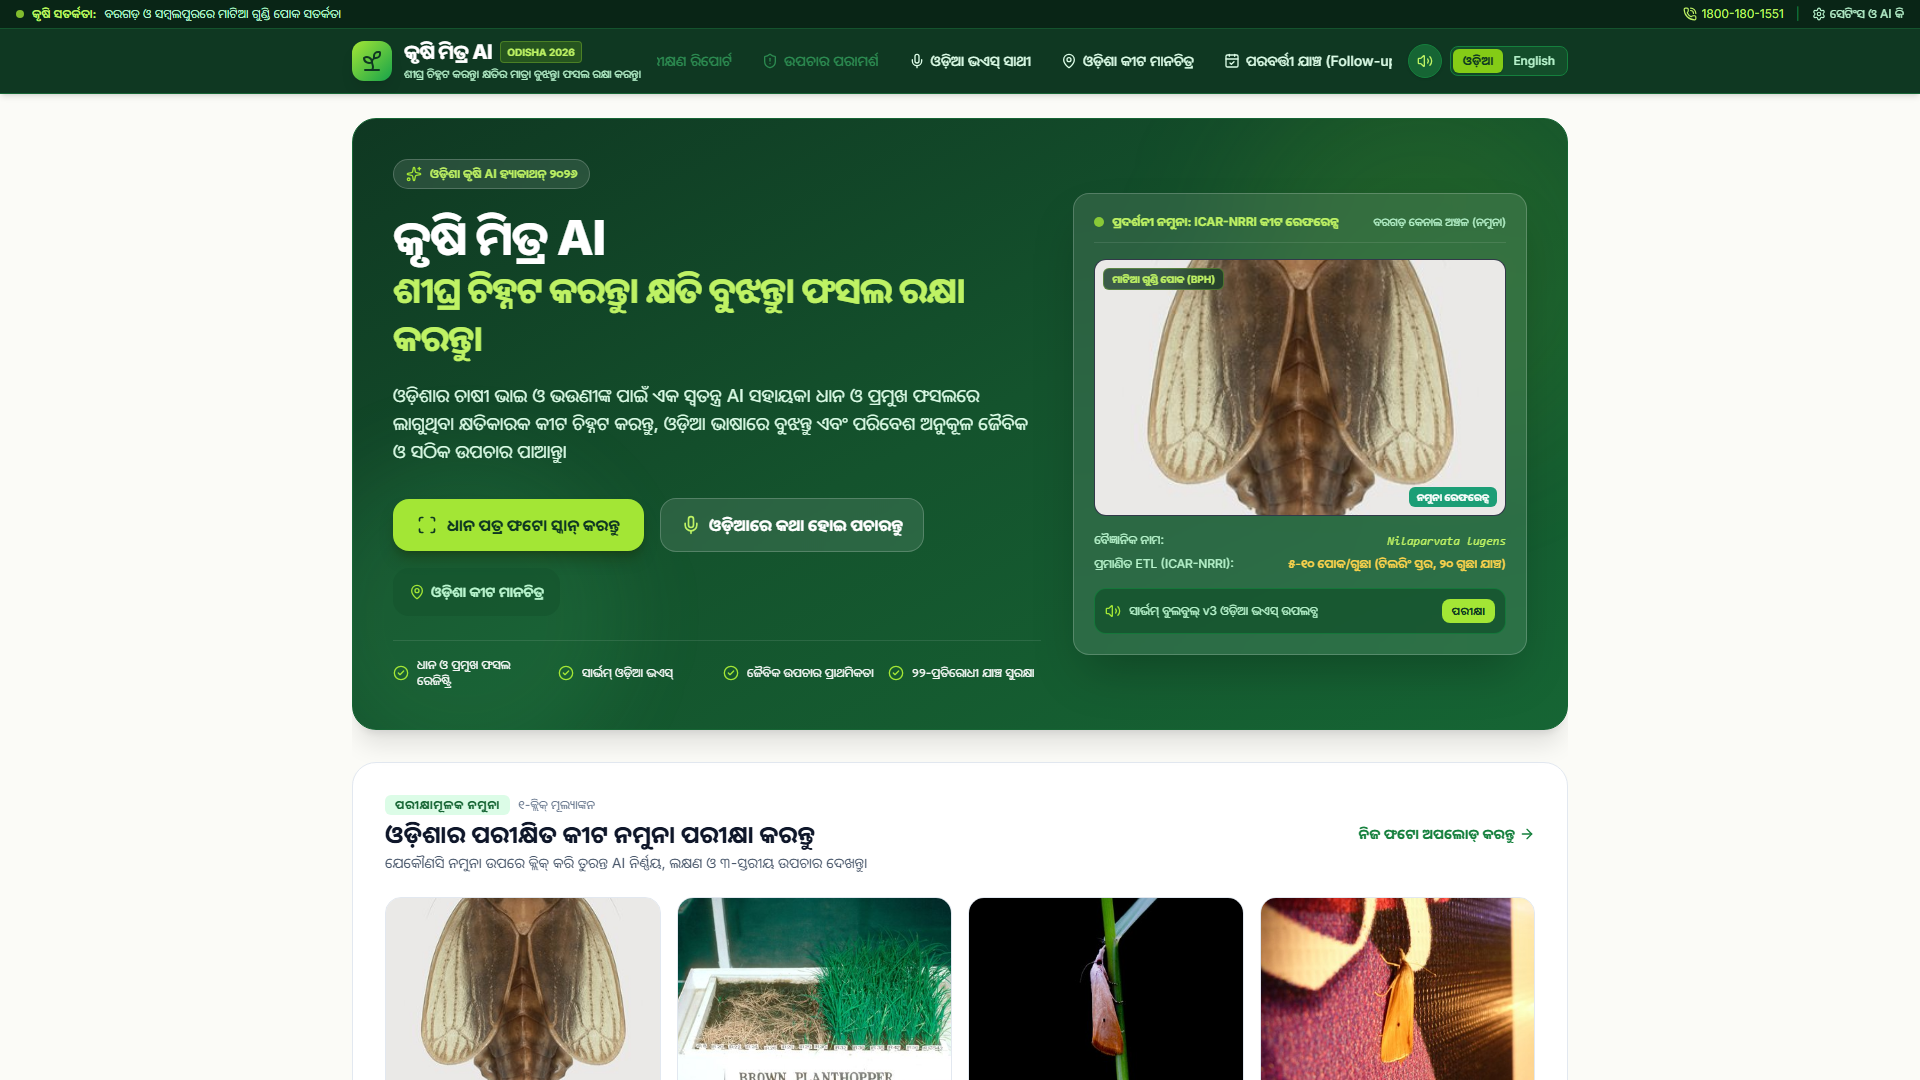 କୃଷି ସତର୍କତା: ବରଗଡ଼ ଓ ସମ୍ବଲପୁରରେ ମାଟିଆ ଗୁଣ୍ଡି ପୋକ ସତର୍କତା
1800-180-1551
ସେଟିଂସ ଓ AI କି
କୃଷି ମିତ୍ର AI
ODISHA 2026
ଶୀଘ୍ର ଚିହ୍ନଟ କରନ୍ତୁ। କ୍ଷତିର ମାତ୍ରା ବୁଝନ୍ତୁ। ଫସଲ ରକ୍ଷା କରନ୍ତୁ।
ରିପୋର୍ଟ
ଉପଚାର ପରାମର୍ଶ
ଓଡ଼ିଆ ଭଏସ୍ ସାଥୀ
ଓଡ଼ିଶା କୀଟ ମାନଚିତ୍ର
ପରବର୍ତ୍ତୀ ଯାଞ୍ଚ (Follow-up
ଓଡ଼ିଆ
English
ଓଡ଼ିଶା କୃଷି AI ହ୍ୟାକାଥନ୍ ୨୦୨୬
କୃଷି ମିତ୍ର AI
ଶୀଘ୍ର ଚିହ୍ନଟ କରନ୍ତୁ। କ୍ଷତି ବୁଝନ୍ତୁ। ଫସଲ ରକ୍ଷା
କରନ୍ତୁ।
ଓଡ଼ିଶାର ଚାଷୀ ଭାଇ ଓ ଭଉଣୀଙ୍କ ପାଇଁ ଏକ ସ୍ୱତନ୍ତ୍ର AI ସହାୟକ। ଧାନ ଓ ପ୍ରମୁଖ ଫସଲରେ
ଲାଗୁଥିବା କ୍ଷତିକାରକ କୀଟ ଚିହ୍ନଟ କରନ୍ତୁ, ଓଡ଼ିଆ ଭାଷାରେ ବୁଝନ୍ତୁ ଏବଂ ପରିବେଶ ଅନୁକୂଳ ଜୈବିକ
ଓ ସଠିକ ଉପଚାର ପାଆନ୍ତୁ।
ଧାନ ପତ୍ର ଫଟୋ ସ୍କାନ୍ କରନ୍ତୁ
ଓଡ଼ିଆରେ କଥା ହୋଇ ପଚାରନ୍ତୁ
ଓଡ଼ିଶା କୀଟ ମାନଚିତ୍ର
ଧାନ ଓ ପ୍ରମୁଖ ଫସଲ
ରେଜିଷ୍ଟ୍ରି
ସାର୍ଭମ୍ ଓଡ଼ିଆ ଭଏସ୍
ଜୈବିକ ଉପଚାର ପ୍ରାଥମିକତା
୨୨-ପ୍ରତିରୋଧୀ ଯାଞ୍ଚ ସୁରକ୍ଷା
ପ୍ରଦର୍ଶନୀ ନମୁନା: ICAR-NRRI କୀଟ ରେଫରେନ୍ସ
ବରଗଡ଼ କେନାଲ ଅଞ୍ଚଳ (ନମୁନା)
ମାଟିଆ ଗୁଣ୍ଡି ପୋକ (BPH)
ନମୁନା ରେଫରେନ୍ସ
ବୈଜ୍ଞାନିକ ନାମ:
Nilaparvata lugens
ପ୍ରମାଣିତ ETL (ICAR-NRRI):
୫-୧୦ ପୋକ/ଗୁଛା (ଟିଲରିଂ ସ୍ତର, ୨୦ ଗୁଛା ଯାଞ୍ଚ)
ସାର୍ଭମ୍ ବୁଲବୁଲ୍ v3 ଓଡ଼ିଆ ଭଏସ୍ ଉପଲବ୍ଧ
ପରୀକ୍ଷା
ପରୀକ୍ଷାମୂଳକ ନମୁନା
୧-କ୍ଲିକ୍ ମୂଲ୍ୟାଙ୍କନ
ଓଡ଼ିଶାର ପରୀକ୍ଷିତ କୀଟ ନମୁନା ପରୀକ୍ଷା କରନ୍ତୁ
ଯେକୌଣସି ନମୁନା ଉପରେ କ୍ଲିକ୍ କରି ତୁରନ୍ତ AI ନିର୍ଣ୍ଣୟ, ଲକ୍ଷଣ ଓ ୩-ସ୍ତରୀୟ ଉପଚାର ଦେଖନ୍ତୁ।
ନିଜ ଫଟୋ ଅପଲୋଡ୍ କରନ୍ତୁ
BROWN PLANTHOPPER